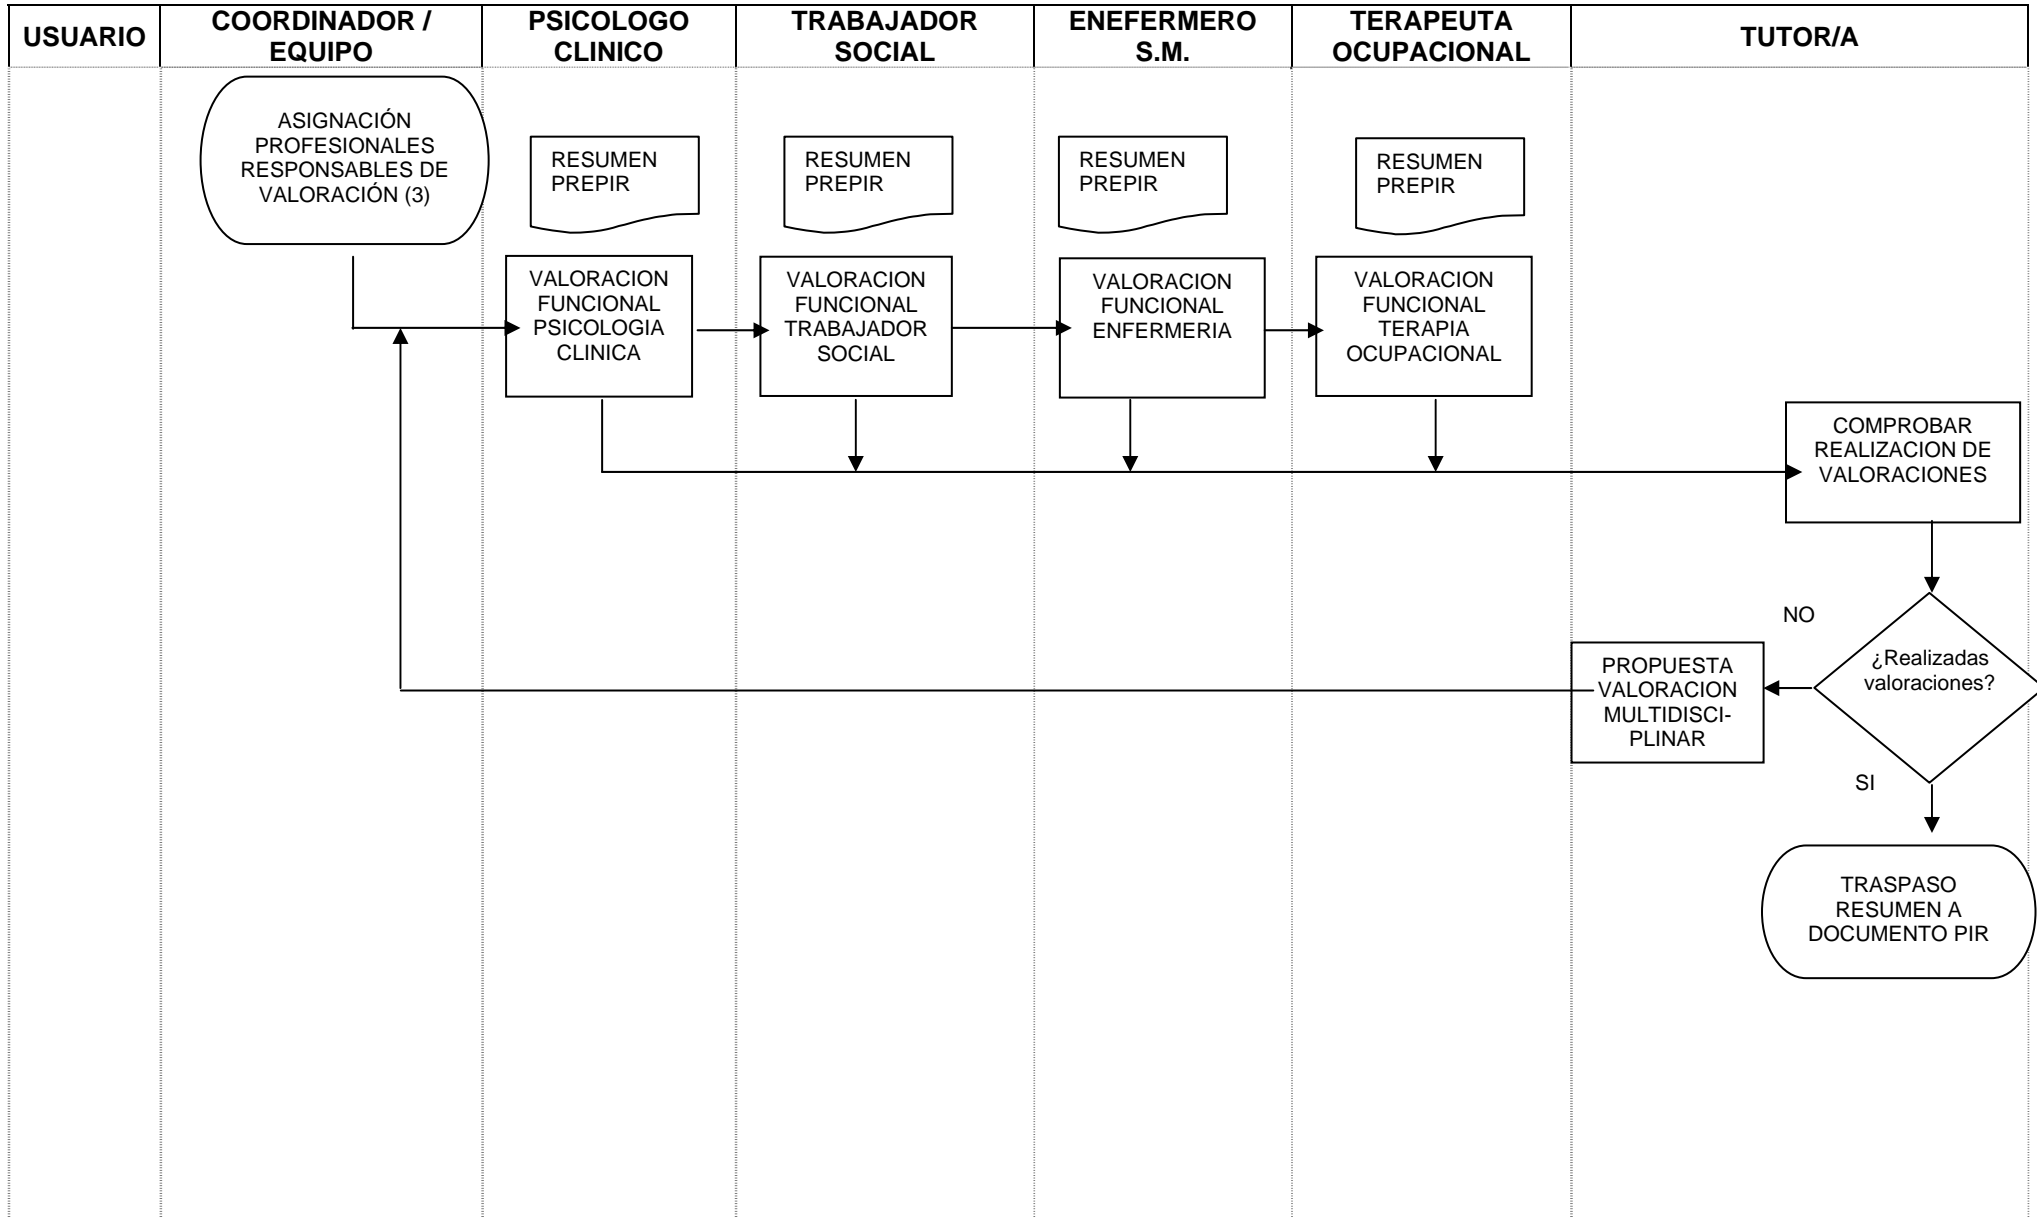 USUARIO
COORDINADOR /
EQUIPO
PSICOLOGO
CLINICO
TRABAJADOR
SOCIAL
ENEFERMERO
S.M.
TERAPEUTA
OCUPACIONAL
TUTOR/A
ASIGNACIÓN
PROFESIONALES
RESPONSABLES DE
VALORACIÓN (3)
RESUMEN
PREPIR
RESUMEN
PREPIR
RESUMEN
PREPIR
RESUMEN
PREPIR
VALORACION
FUNCIONAL
PSICOLOGIA
CLINICA
VALORACION
FUNCIONAL
TRABAJADOR
SOCIAL
VALORACION
FUNCIONAL
ENFERMERIA
VALORACION
FUNCIONAL
TERAPIA
OCUPACIONAL
COMPROBAR
REALIZACION DE
VALORACIONES
NO
¿Realizadas
valoraciones?
PROPUESTA
VALORACION
MULTIDISCI-
PLINAR
SI
TRASPASO
RESUMEN A
DOCUMENTO PIR